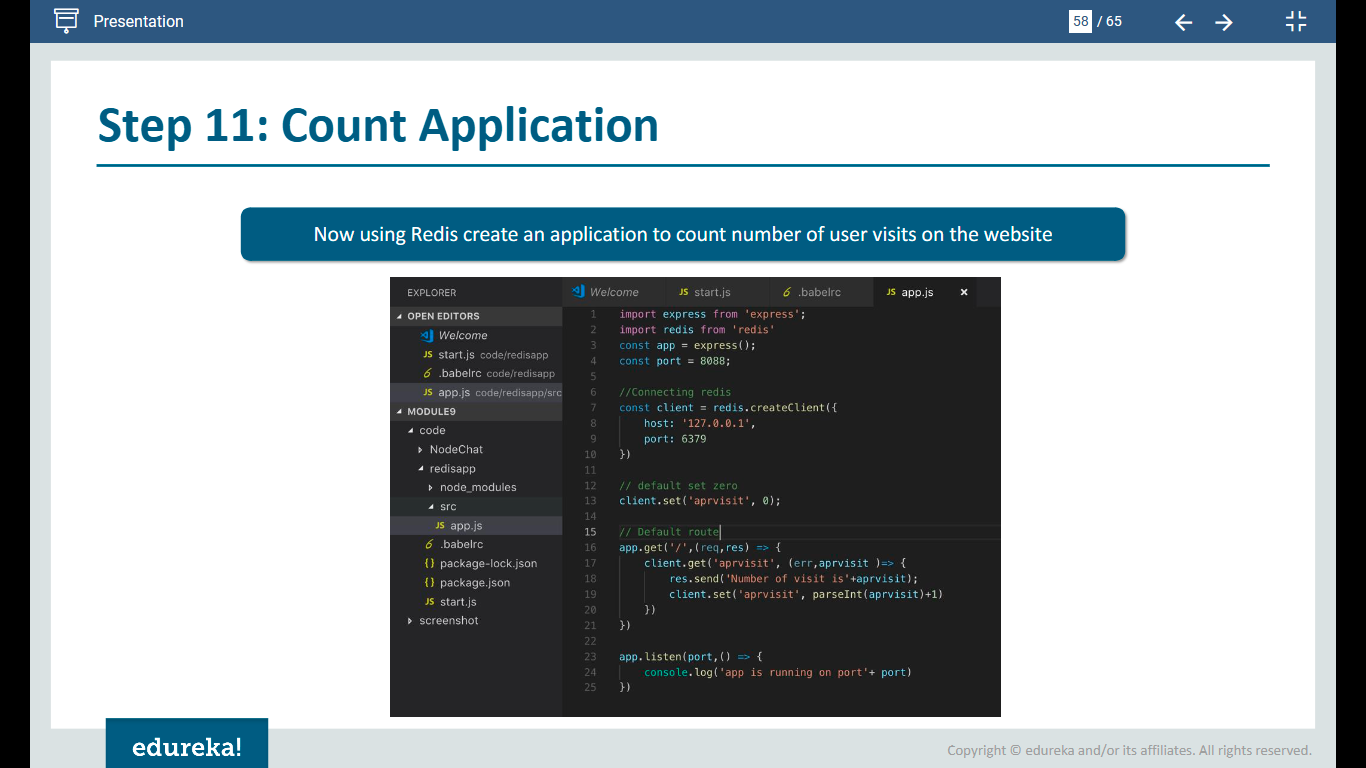 Presentation
58 / 65
Step 11: Count Application
Now using Redis create an application to count number of user visits on the website
EXPLORER
OPEN EDITORS
Welcome
JS start.js code/redisapp
.babelrc code/redisapp
JS app.js code/redisapp/src
MODULE9
code
NodeChat
redisapp
node_modules
src
JS app.js
.babelrc
{} package-lock.json
{} package.json
JS start.js
screenshot
Welcome JS start.js .babelrc JS app.js ×
1 import express from 'express';
2 import redis from 'redis'
3 const app = express();
4 const port = 8088;
5
6 //Connecting redis
7 const client = redis.createClient({
8 host: '127.0.0.1',
9 port: 6379
10 })
11
12 // default set zero
13 client.set('aprvisit', 0);
14
15 // Default route
16 app.get('/',(req,res) => {
17 client.get('aprvisit', (err,aprvisit )=> {
18 res.send('Number of visit is'+aprvisit);
19 client.set('aprvisit', parseInt(aprvisit)+1)
20 })
21 })
22
23 app.listen(port,() => {
24 console.log('app is running on port'+ port)
25 })
edureka!
Copyright © edureka and/or its affiliates. All rights reserved.